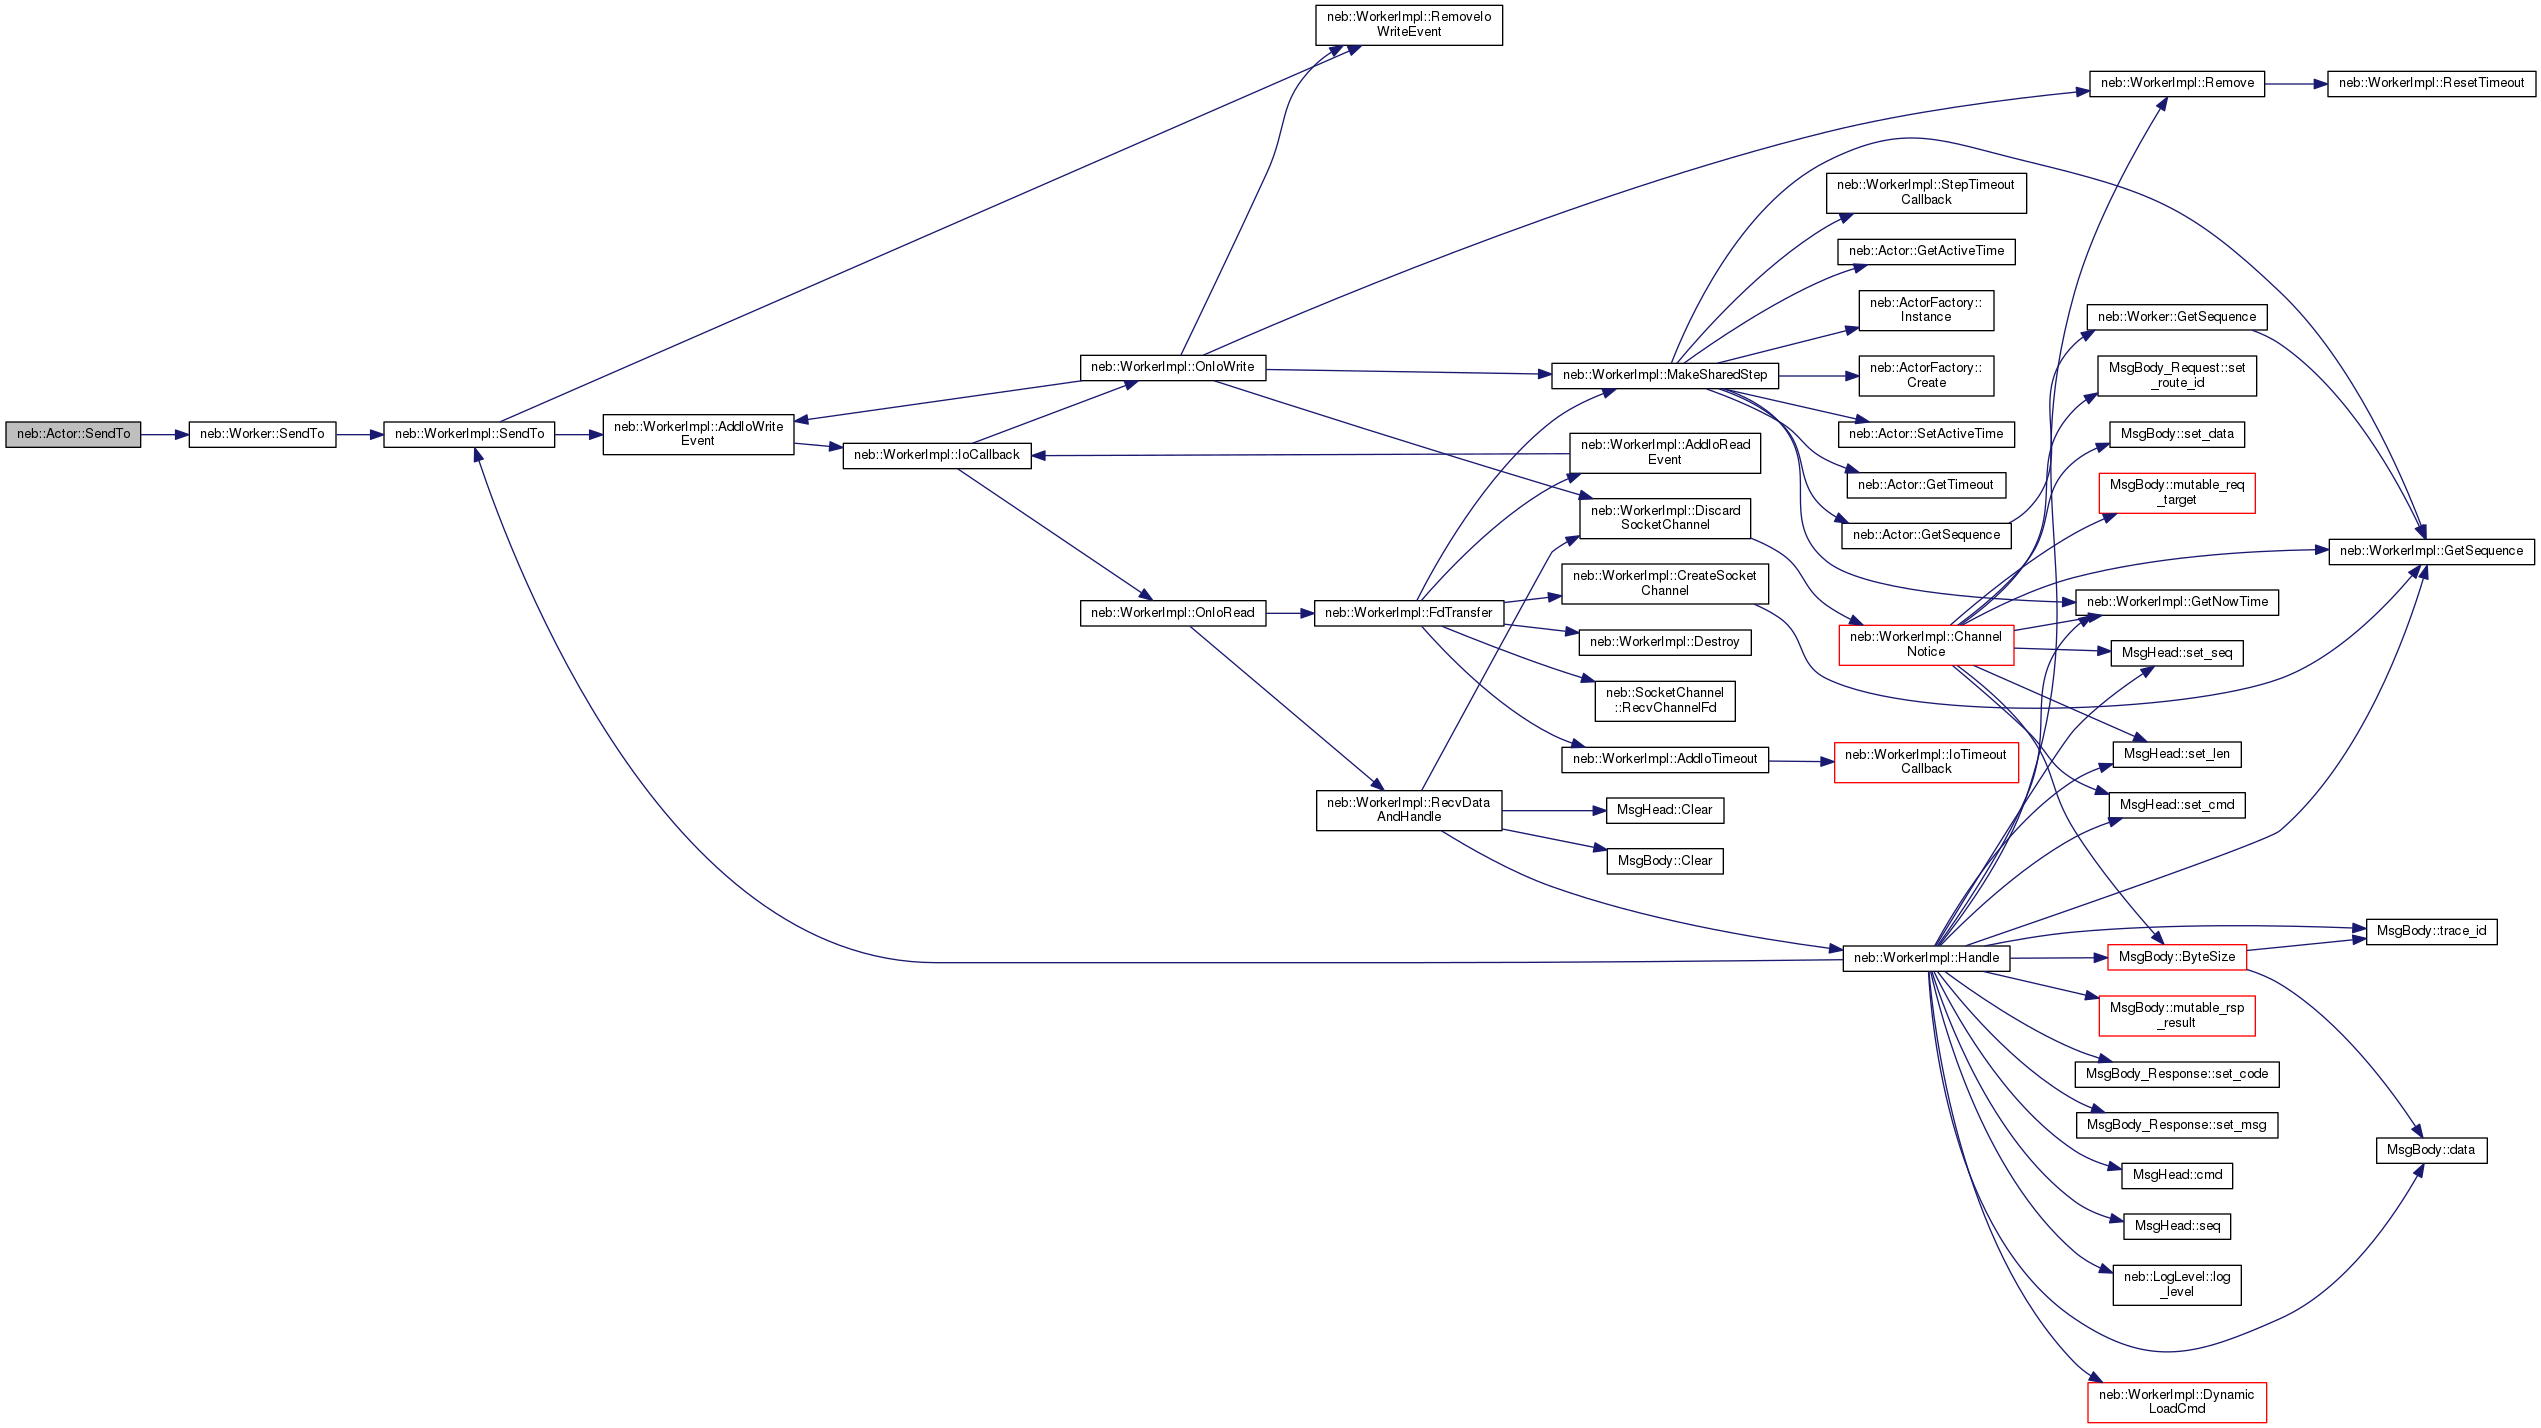 neb::WorkerImpl::RemoveIo
WriteEvent
neb::WorkerImpl::Remove
neb::WorkerImpl::ResetTimeout
neb::WorkerImpl::StepTimeout
Callback
neb::Actor::GetActiveTime
neb::ActorFactory::
Instance
neb::Worker::GetSequence
neb::WorkerImpl::OnIoWrite
neb::WorkerImpl::MakeSharedStep
neb::ActorFactory::
Create
MsgBody_Request::set
_route_id
neb::Actor::SendTo
neb::Worker::SendTo
neb::WorkerImpl::SendTo
neb::WorkerImpl::AddIoWrite
Event
neb::WorkerImpl::IoCallback
neb::WorkerImpl::AddIoRead
Event
neb::Actor::SetActiveTime
MsgBody::set_data
neb::Actor::GetTimeout
MsgBody::mutable_req
_target
neb::WorkerImpl::Discard
SocketChannel
neb::Actor::GetSequence
neb::WorkerImpl::GetSequence
neb::WorkerImpl::OnIoRead
neb::WorkerImpl::FdTransfer
neb::WorkerImpl::CreateSocket
Channel
neb::WorkerImpl::GetNowTime
neb::WorkerImpl::Destroy
neb::WorkerImpl::Channel
Notice
MsgHead::set_seq
neb::SocketChannel
::RecvChannelFd
neb::WorkerImpl::AddIoTimeout
neb::WorkerImpl::IoTimeout
Callback
MsgHead::set_len
neb::WorkerImpl::RecvData
AndHandle
MsgHead::Clear
MsgHead::set_cmd
MsgBody::Clear
neb::WorkerImpl::Handle
MsgBody::ByteSize
MsgBody::trace_id
MsgBody::mutable_rsp
_result
MsgBody_Response::set_code
MsgBody_Response::set_msg
MsgBody::data
MsgHead::cmd
MsgHead::seq
neb::LogLevel::log
_level
neb::WorkerImpl::Dynamic
LoadCmd